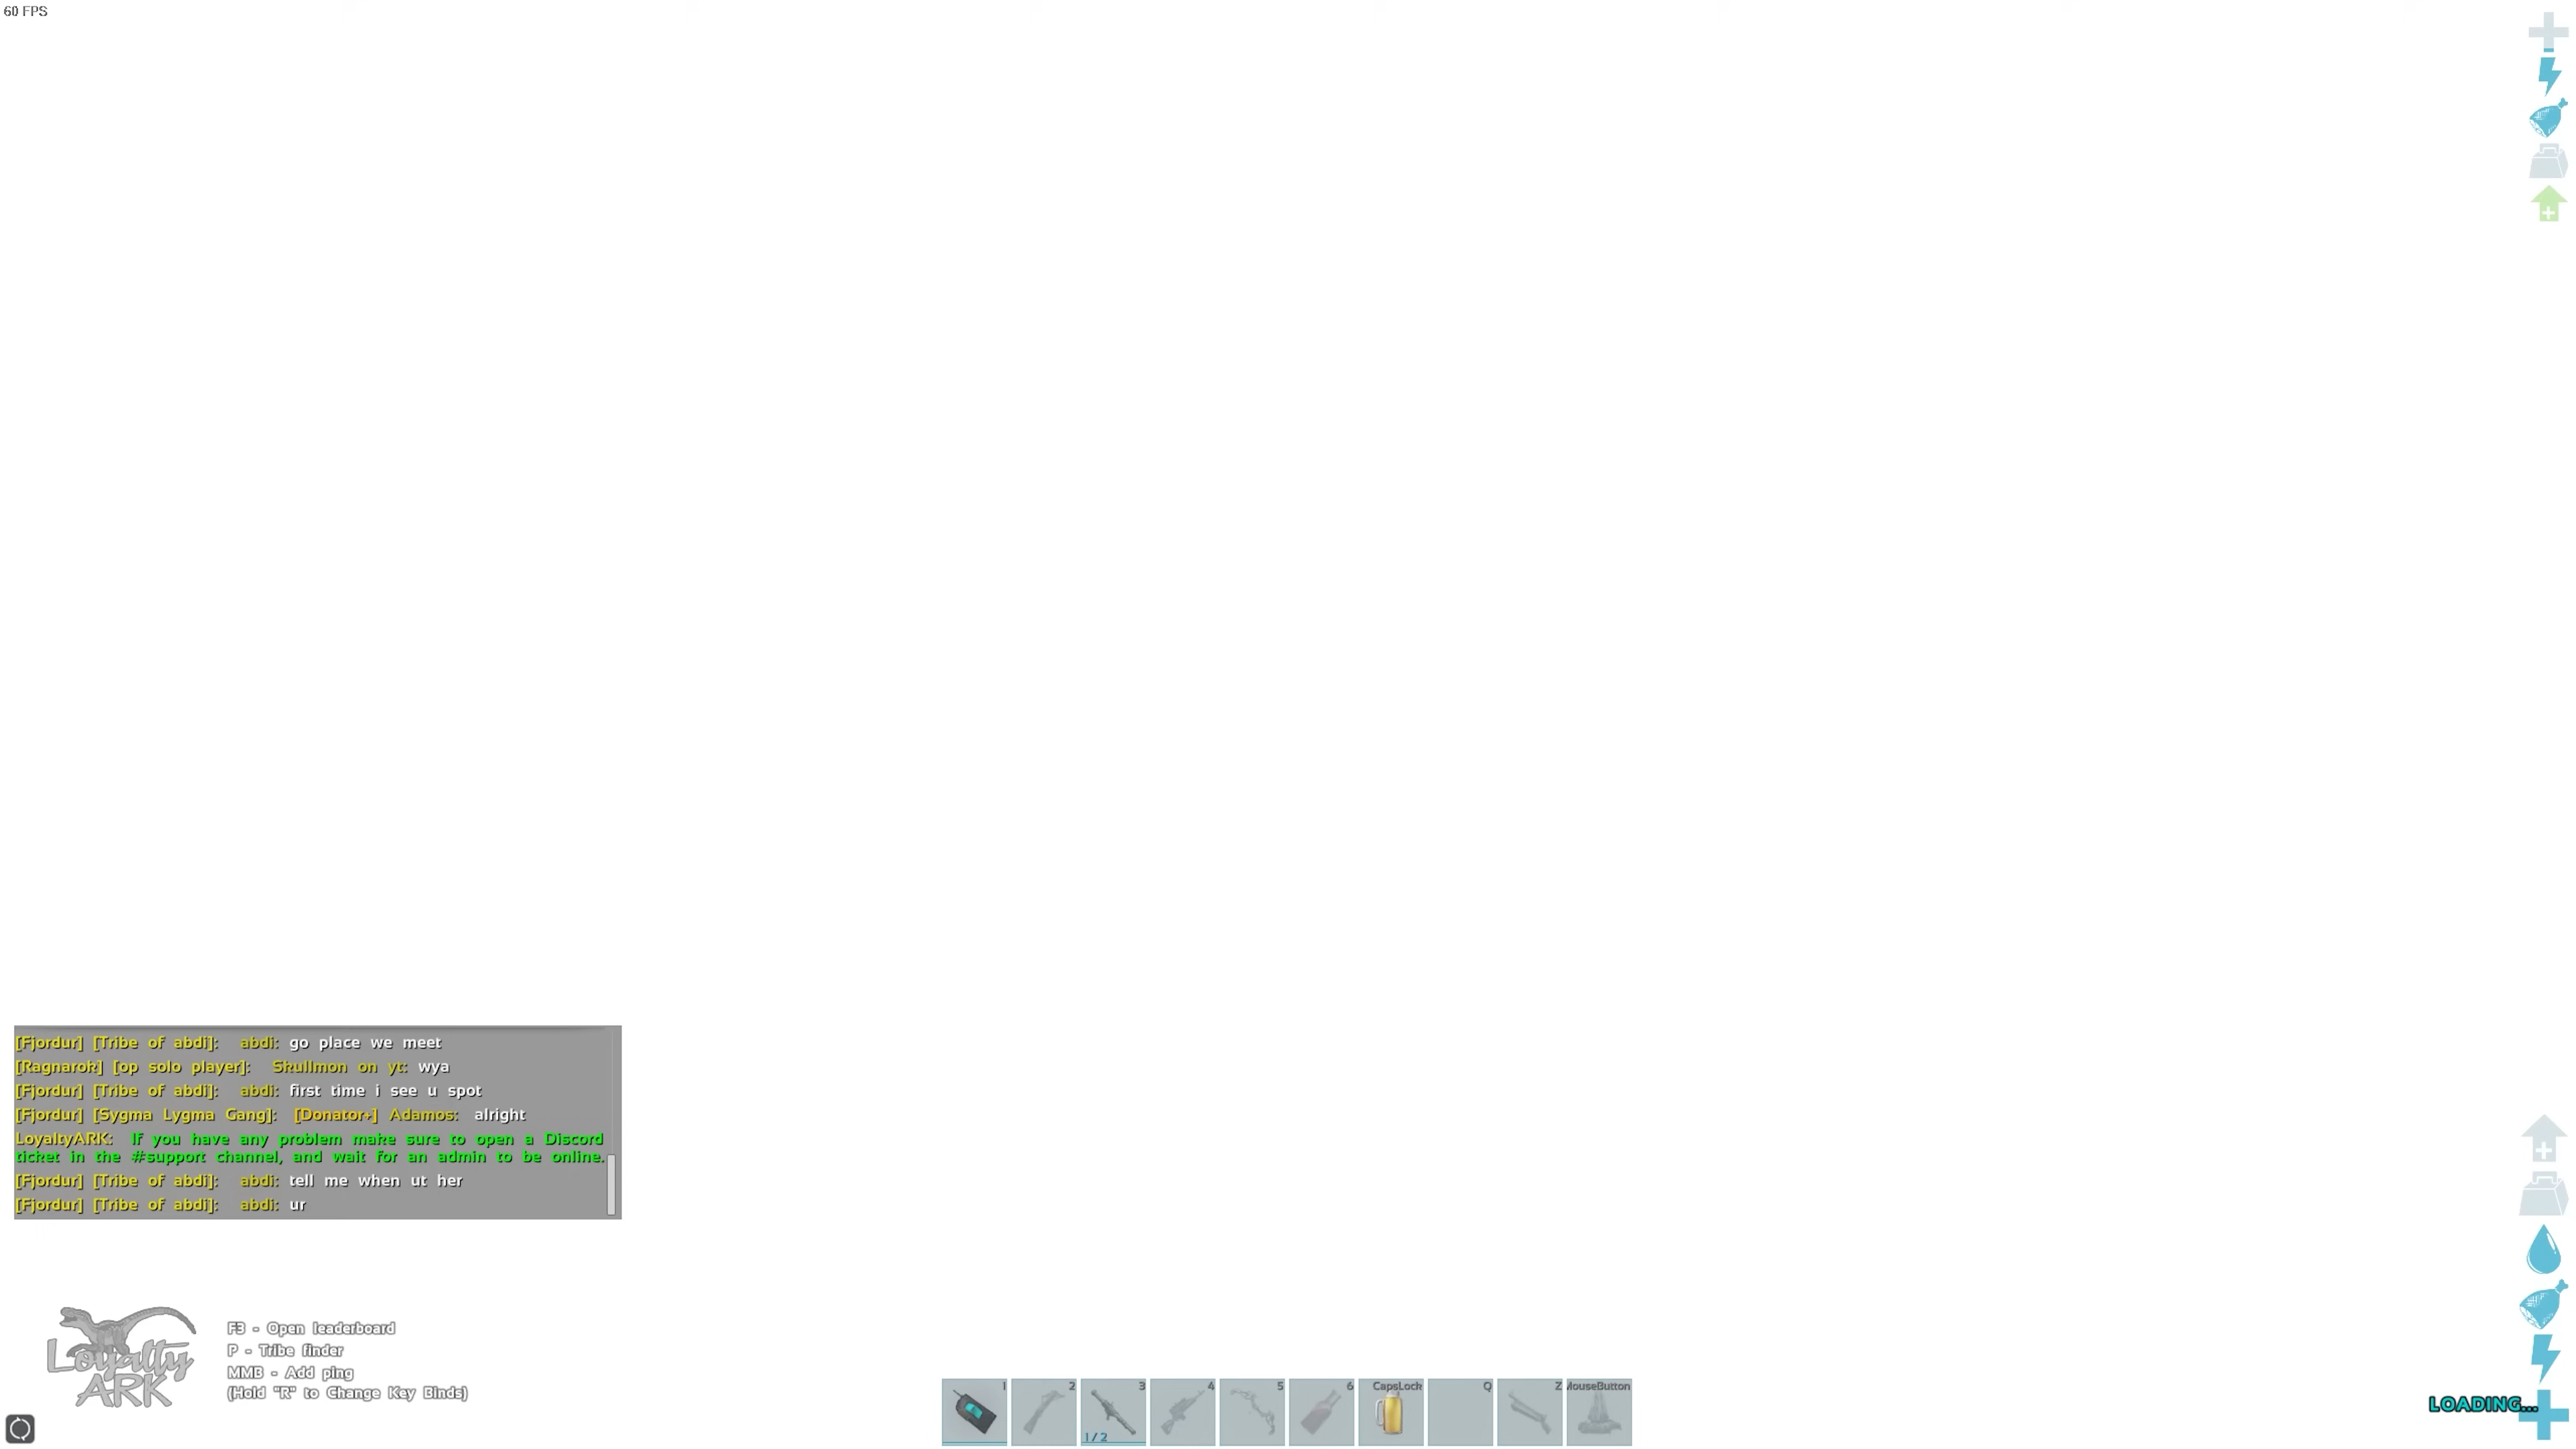 60 FPS
[Fjordur] [Tribe of abdi]: abdi: go place we meet
[Ragnarok] [op solo player]: Skullmon on yt: wya
[Fjordur] [Tribe of abdi]: abdi: first time i see u spot
[Fjordur] [Sygma Lygma Gang]: [Donator+] Adamos: alright
LoyaltyARK: If you have any problem make sure to open a Discord
ticket in the #support channel, and wait for an admin to be online.
[Fjordur] [Tribe of abdi]: abdi: tell me when ut her
[Fjordur] [Tribe of abdi]: abdi: ur
Loyalty
ARK
F3 - Open leaderboard
P - Tribe finder
MMB - Add ping
(Hold "R" to Change Key Binds)
1 2 3 4 5 6 CapsLock Q Z MouseButton
1 / 2
LOADING...